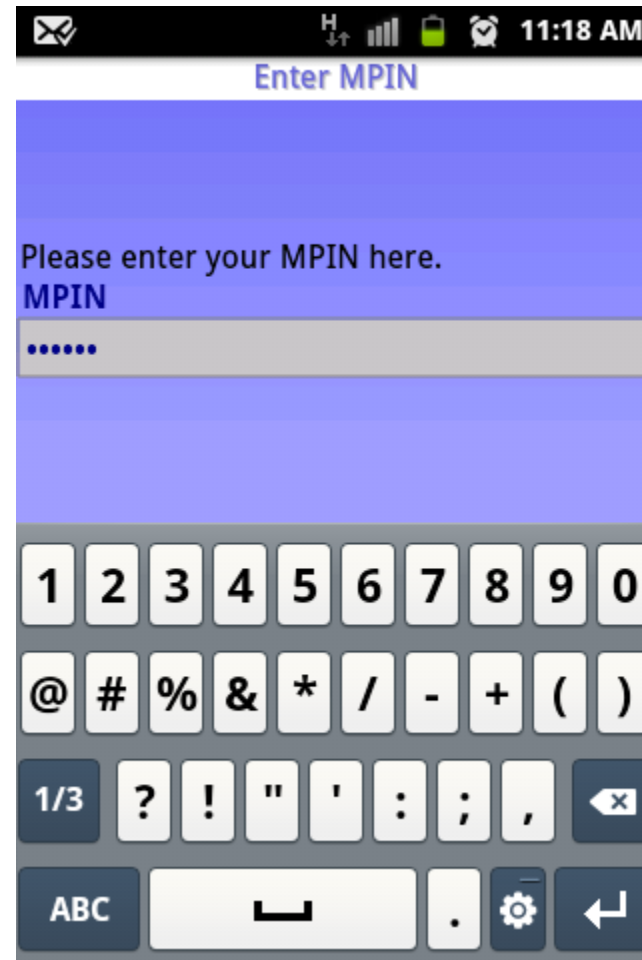 H 11:18 AM
Enter MPIN
Please enter your MPIN here.
MPIN
••••••
1 2 3 4 5 6 7 8 9 0
@ # % & * / - + ( )
1/3 ? ! " ' : ; ,
ABC .